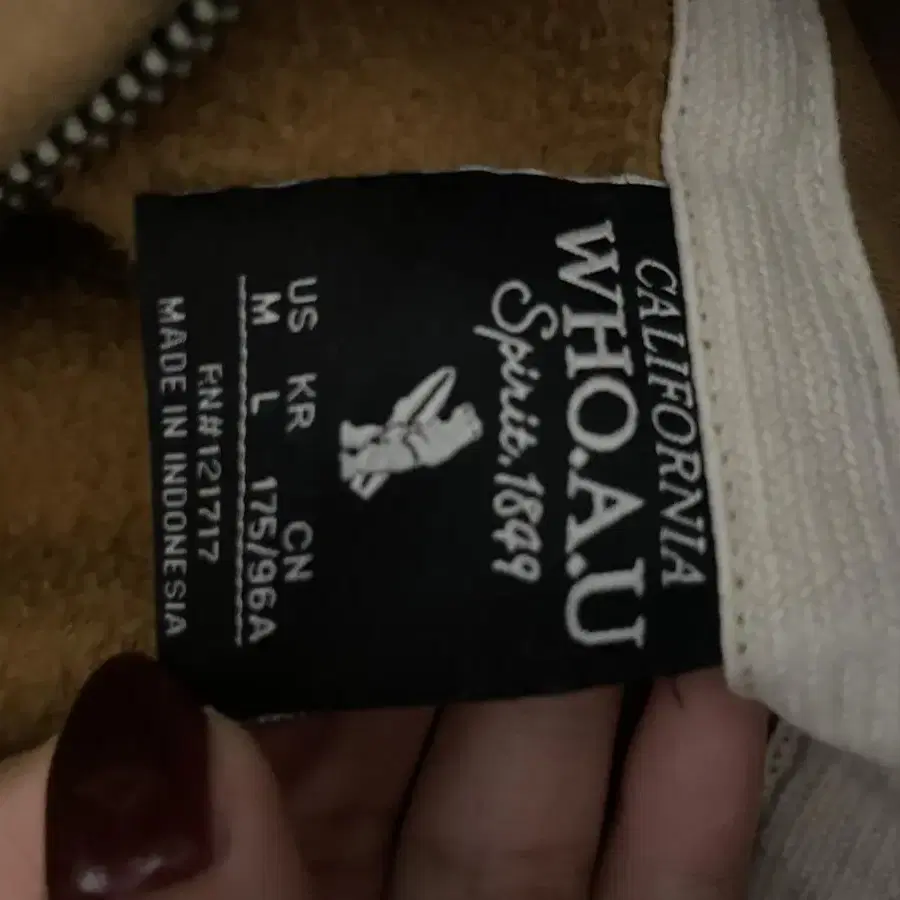 CALIFORNIA
WHO.A.U
Spirit.1849
US KR CN
M L 175/96A
RN#121717
MADE IN INDONESIA